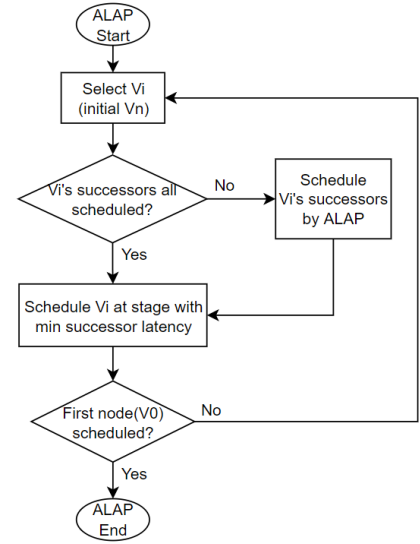 ALAP
Start
Select Vi
(initial Vn)
Vi's successors all
scheduled?
No
Schedule
Vi's successors
by ALAP
Yes
Schedule Vi at stage with
min successor latency
First node(V0)
scheduled?
No
Yes
ALAP
End